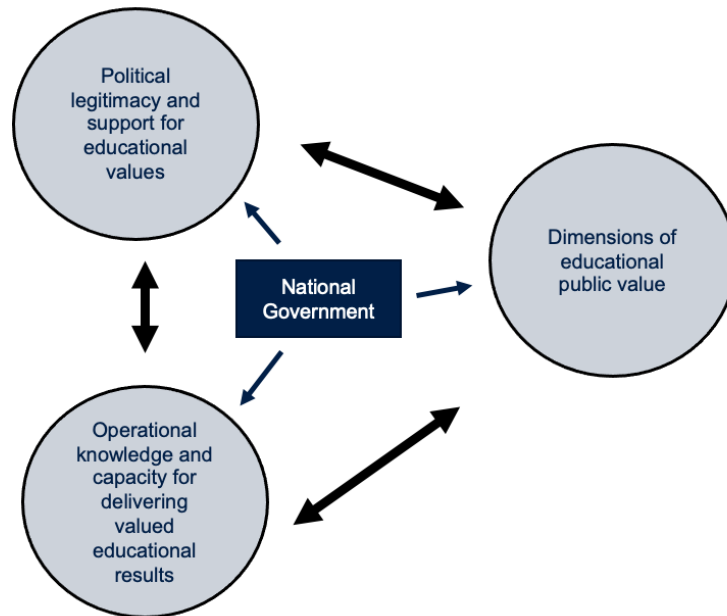 Political
legitimacy and
support for
educational
values
Dimensions of
educational
public value
National
Government
Operational
knowledge and
capacity for
delivering
valued
educational
results